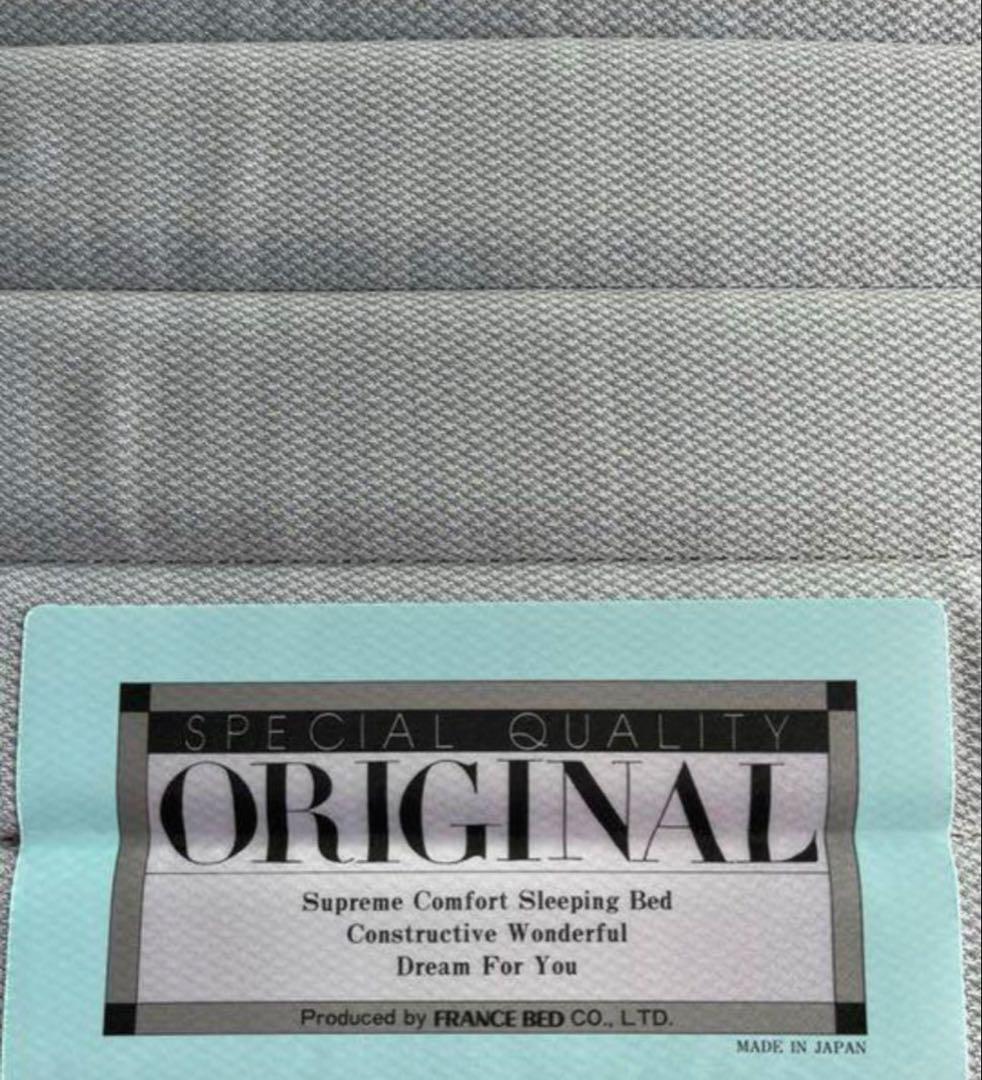 SPECIAL QUALITY
ORIGINAL
Supreme Comfort Sleeping Bed
Constructive Wonderful
Dream For You
Produced by FRANCE BED CO., LTD.
MADE IN JAPAN